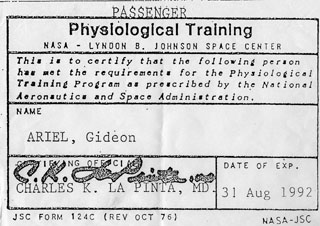 PASSENGER
Physiological Training
NASA - LYNDON B. JOHNSON SPACE CENTER
This is to certify that the following person
has met the requirements for the Physiological
Training Program as prescribed by the National
Aeronautics and Space Administration.
NAME
ARIEL, Gideon
CERTIFYING OFFICIAL
CHARLES K. LA PINTA, MD.
DATE OF EXP.
31 Aug 1992
JSC FORM 124C (REV OCT 76)
NASA-JSC